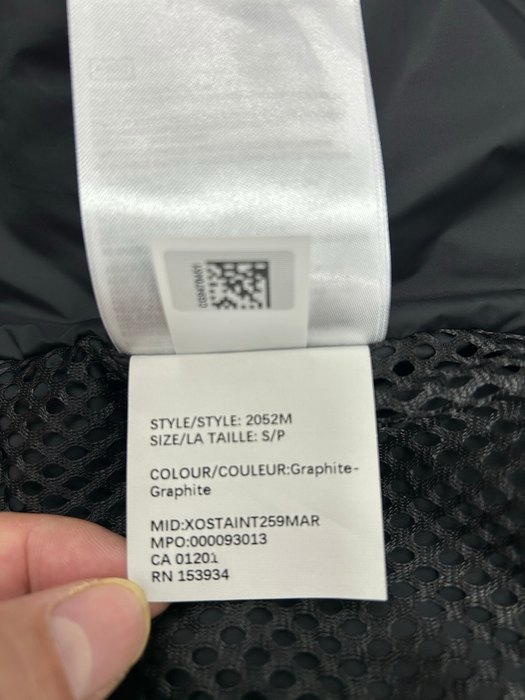 STYLE/STYLE: 2052M
SIZE/LA TAILLE: S/P
COLOUR/COULEUR:Graphite-
Graphite
MID:XOSTAINT259MAR
MPO:000093013
CA 01201
RN 153934